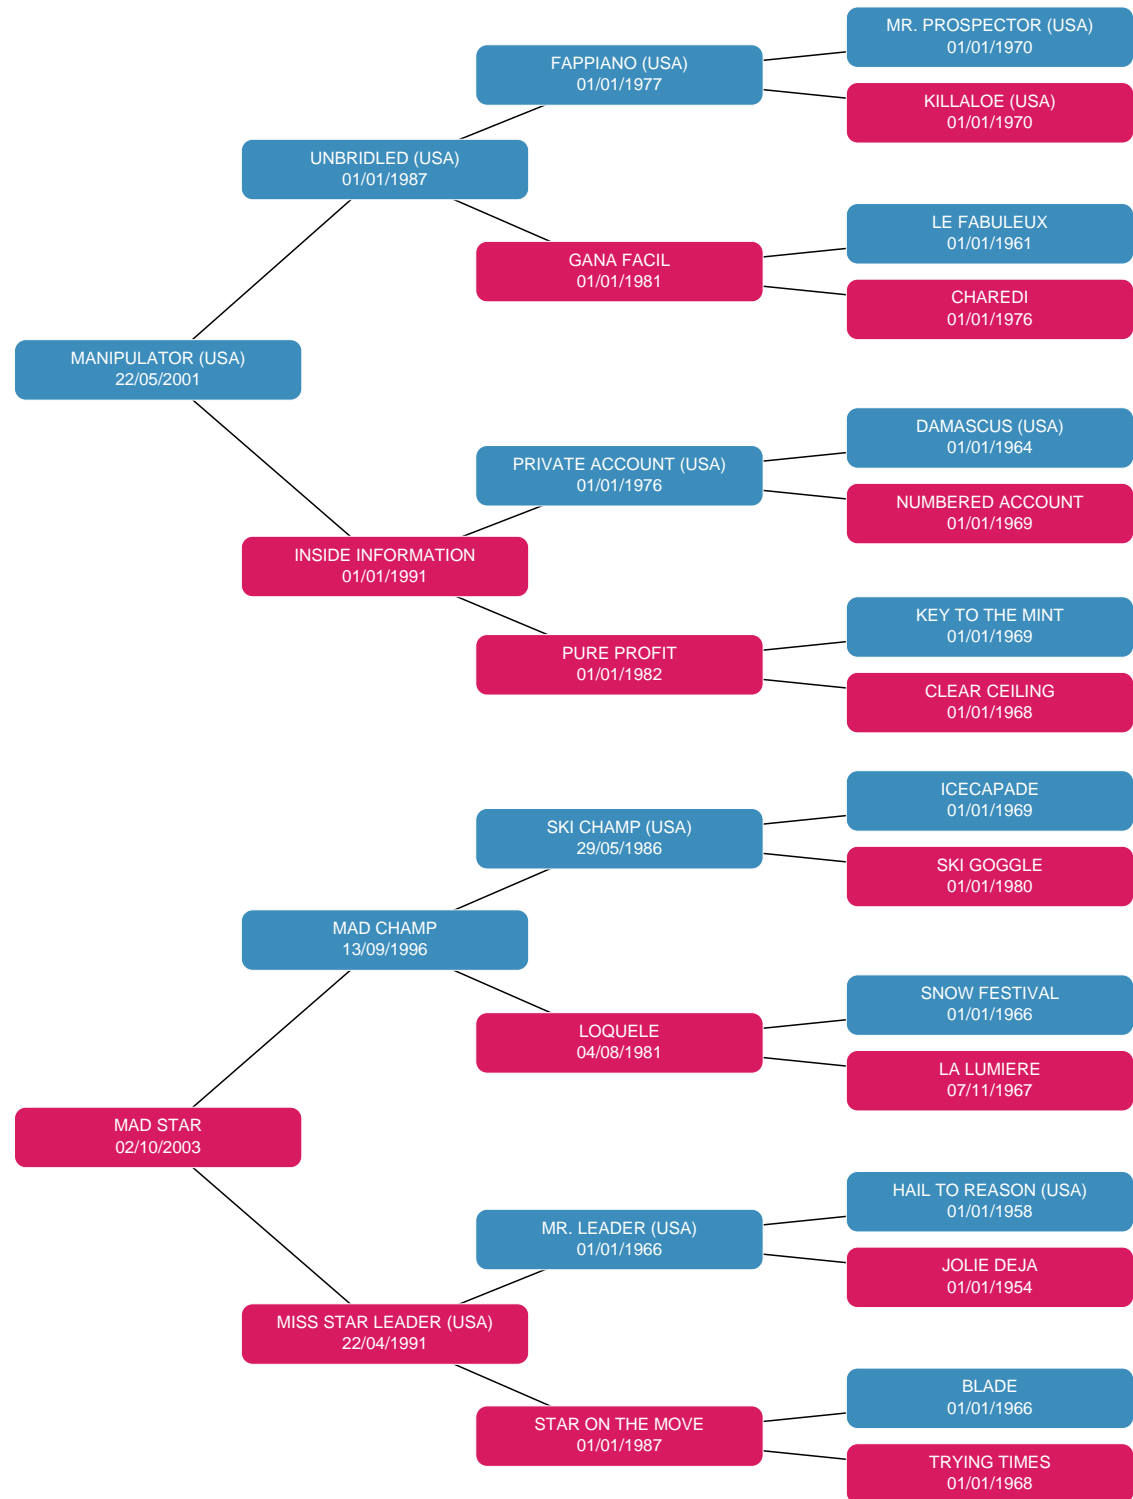 MR. PROSPECTOR (USA)
01/01/1970
FAPPIANO (USA)
01/01/1977
KILLALOE (USA)
01/01/1970
UNBRIDLED (USA)
01/01/1987
LE FABULEUX
01/01/1961
GANA FACIL
01/01/1981
CHAREDI
01/01/1976
MANIPULATOR (USA)
22/05/2001
DAMASCUS (USA)
01/01/1964
PRIVATE ACCOUNT (USA)
01/01/1976
NUMBERED ACCOUNT
01/01/1969
INSIDE INFORMATION
01/01/1991
KEY TO THE MINT
01/01/1969
PURE PROFIT
01/01/1982
CLEAR CEILING
01/01/1968
ICECAPADE
01/01/1969
SKI CHAMP (USA)
29/05/1986
SKI GOGGLE
01/01/1980
MAD CHAMP
13/09/1996
SNOW FESTIVAL
01/01/1966
LOQUELE
04/08/1981
LA LUMIERE
07/11/1967
MAD STAR
02/10/2003
HAIL TO REASON (USA)
01/01/1958
MR. LEADER (USA)
01/01/1966
JOLIE DEJA
01/01/1954
MISS STAR LEADER (USA)
22/04/1991
BLADE
01/01/1966
STAR ON THE MOVE
01/01/1987
TRYING TIMES
01/01/1968